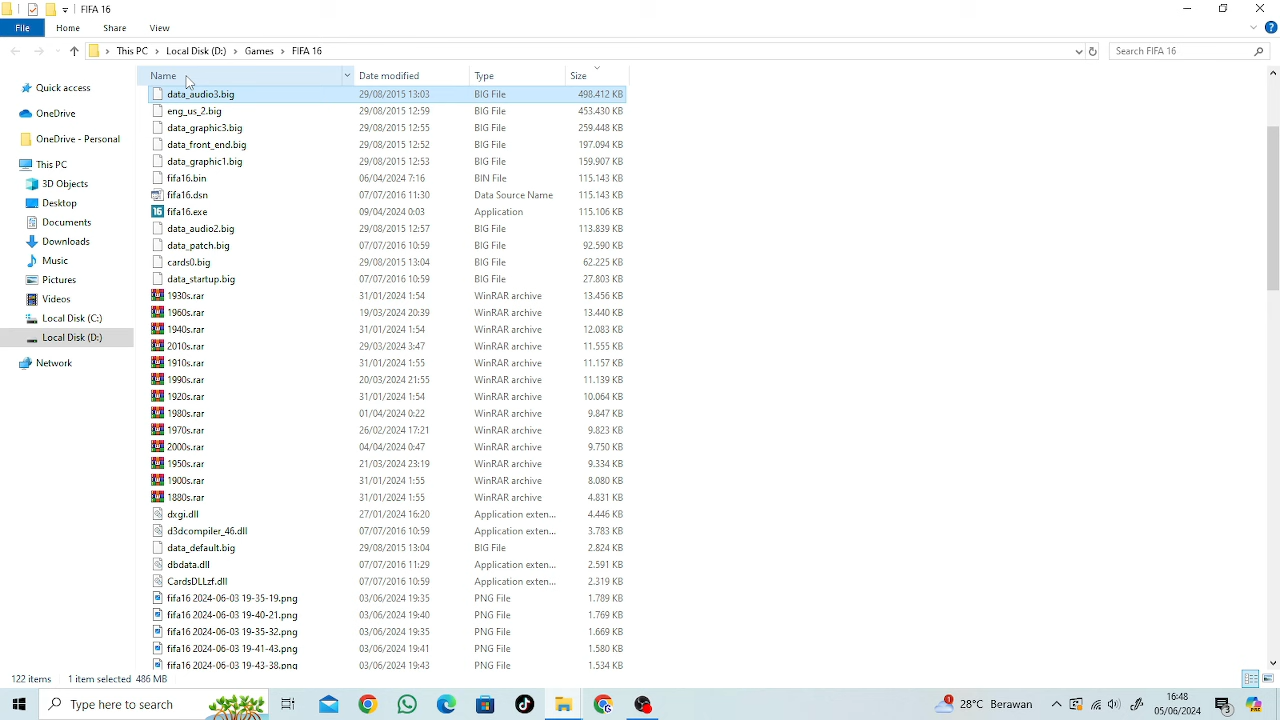 FIFA 16
File Home Share View
This PC Local Disk (D:) Games FIFA 16 Search FIFA 16
Name Date modified Type Size
data_audio3.big 29/08/2015 13:03 BIG File 498.412 KB
eng_us_2.big 29/08/2015 12:59 BIG File 453.430 KB
data_graphic3.big 29/08/2015 12:55 BIG File 259.448 KB
data_front_end.big 29/08/2015 12:52 BIG File 197.094 KB
data_graphic1.big 29/08/2015 12:53 BIG File 159.907 KB
fifa16.bin 06/04/2024 7:16 BIN File 115.143 KB
fifa16.dsn 07/07/2016 11:30 Data Source Name 115.143 KB
fifa16.exe 09/04/2024 0:03 Application 115.106 KB
data_audio2.big 29/08/2015 12:57 BIG File 113.839 KB
data_patch.big 07/07/2016 10:59 BIG File 92.590 KB
cards0.big 29/08/2015 13:04 BIG File 62.225 KB
data_startup.big 07/07/2016 10:59 BIG File 27.803 KB
1930s.rar 31/01/2024 1:54 WinRAR archive 13.456 KB
1960s.rar 19/03/2024 20:39 WinRAR archive 13.440 KB
1940s.rar 31/01/2024 1:54 WinRAR archive 12.083 KB
2010s.rar 29/03/2024 3:47 WinRAR archive 11.555 KB
1910s.rar 31/01/2024 1:55 WinRAR archive 11.157 KB
1990s.rar 20/03/2024 21:55 WinRAR archive 11.139 KB
1920s.rar 31/01/2024 1:54 WinRAR archive 10.064 KB
1980s.rar 01/04/2024 0:22 WinRAR archive 9.847 KB
1970s.rar 26/02/2024 17:21 WinRAR archive 9.823 KB
2000s.rar 04/04/2024 0:47 WinRAR archive 9.750 KB
1950s.rar 21/03/2024 23:19 WinRAR archive 9.334 KB
1900s.rar 31/01/2024 1:55 WinRAR archive 8.080 KB
1880s.rar 31/01/2024 1:55 WinRAR archive 4.831 KB
dxgi.dll 27/01/2024 16:20 Application exten... 4.446 KB
d3dcompiler_46.dll 07/07/2016 10:59 Application exten... 3.783 KB
data_default.big 29/08/2015 13:04 BIG File 2.824 KB
dodda.dll 07/07/2016 11:29 Application exten... 2.591 KB
CardsDLLzf.dll 07/07/2016 10:59 Application exten... 2.319 KB
fifa16 2024-06-03 19-35-19.png 03/06/2024 19:35 PNG File 1.789 KB
fifa16 2024-06-03 19-40-21.png 03/06/2024 19:40 PNG File 1.769 KB
fifa16 2024-06-03 19-35-32.png 03/06/2024 19:35 PNG File 1.669 KB
fifa16 2024-06-03 19-41-43.png 03/06/2024 19:41 PNG File 1.580 KB
fifa16 2024-06-03 19-43-38.png 03/06/2024 19:43 PNG File 1.534 KB
Quick access
OneDrive
OneDrive - Personal
This PC
3D Objects
Desktop
Documents
Downloads
Music
Pictures
Videos
Local Disk (C:)
Local Disk (D:)
Network
122 items 1 item selected 486 MB
Type here to search 28°C Berawan 16:48
05/06/2024